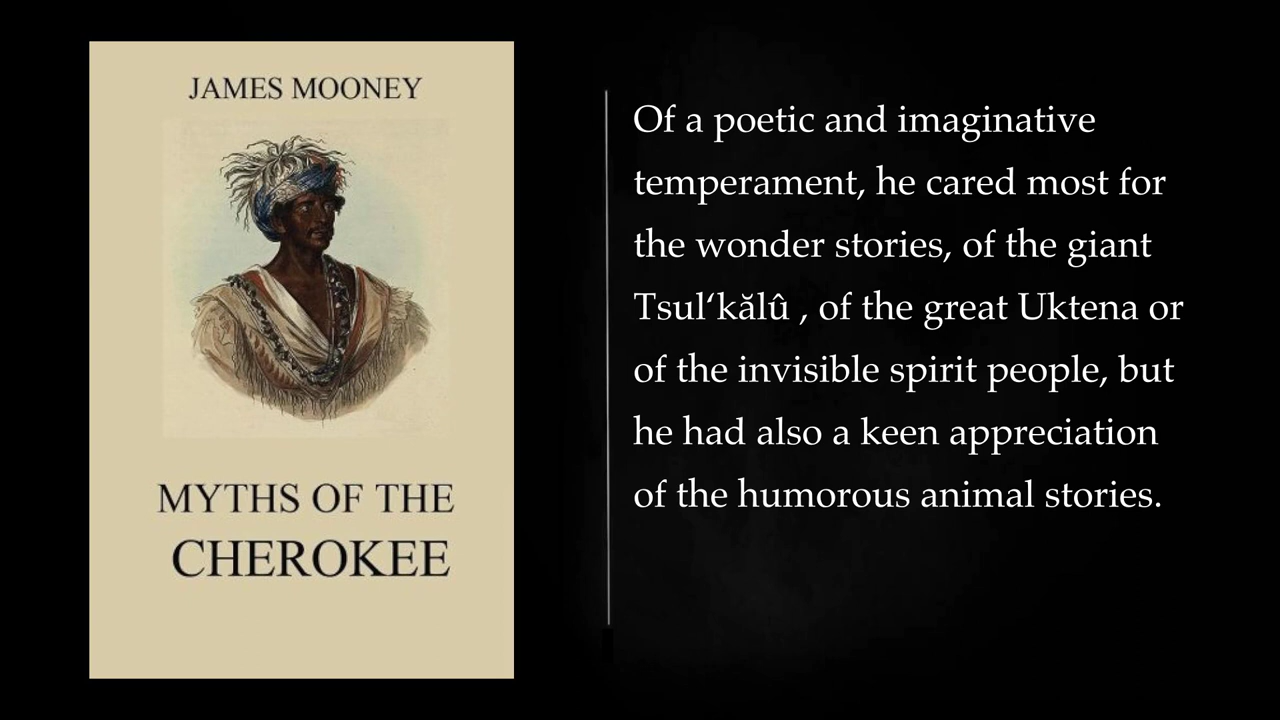 JAMES MOONEY
MYTHS OF THE
CHEROKEE
Of a poetic and imaginative
temperament, he cared most for
the wonder stories, of the giant
Tsul‘kălû , of the great Uktena or
of the invisible spirit people, but
he had also a keen appreciation
of the humorous animal stories.